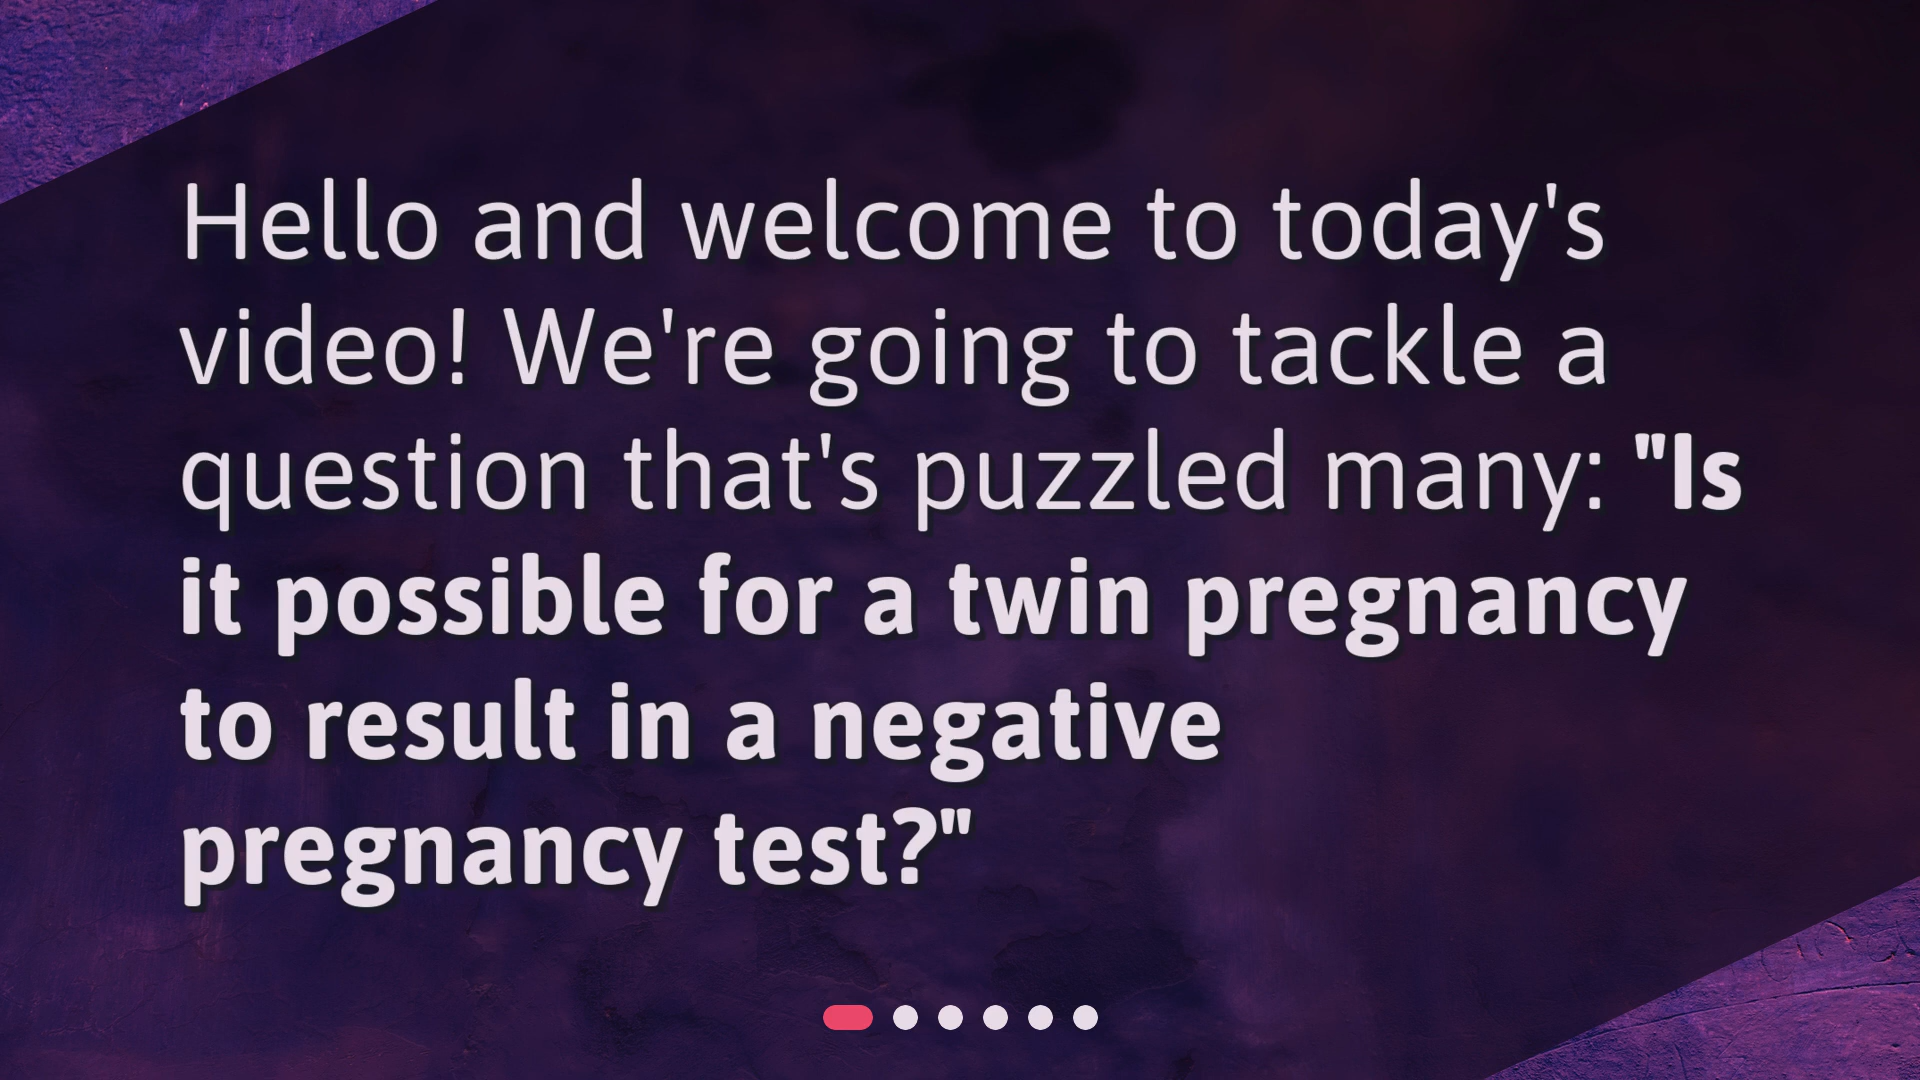 Hello and welcome to today's
video! We're going to tackle a
question that's puzzled many: "Is
it possible for a twin pregnancy
to result in a negative
pregnancy test?"